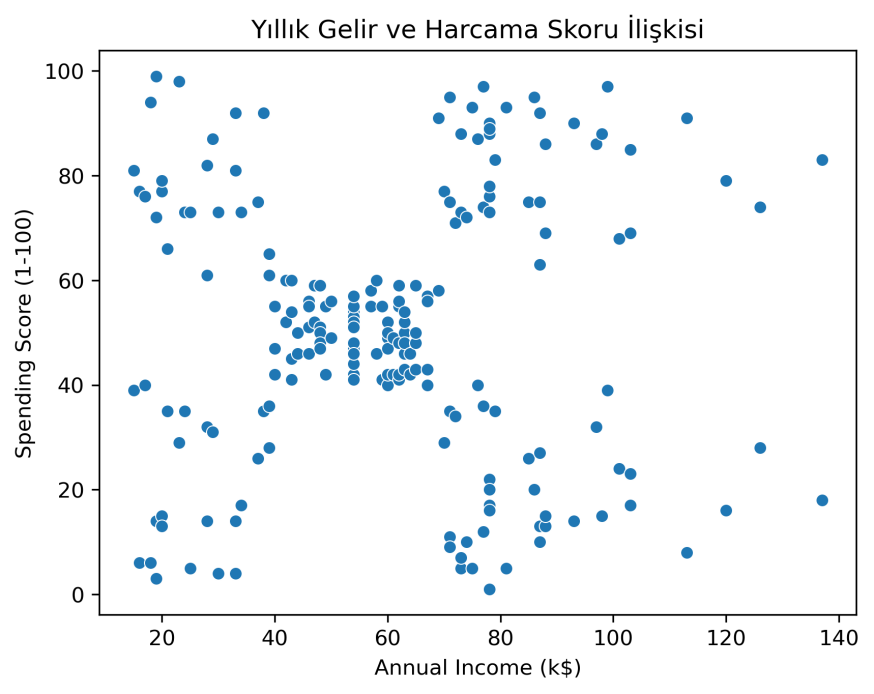 Yıllık Gelir ve Harcama Skoru İlişkisi
100
80
60
40
20
0
Spending Score (1-100)
20 40 60 80 100 120 140
Annual Income (k$)